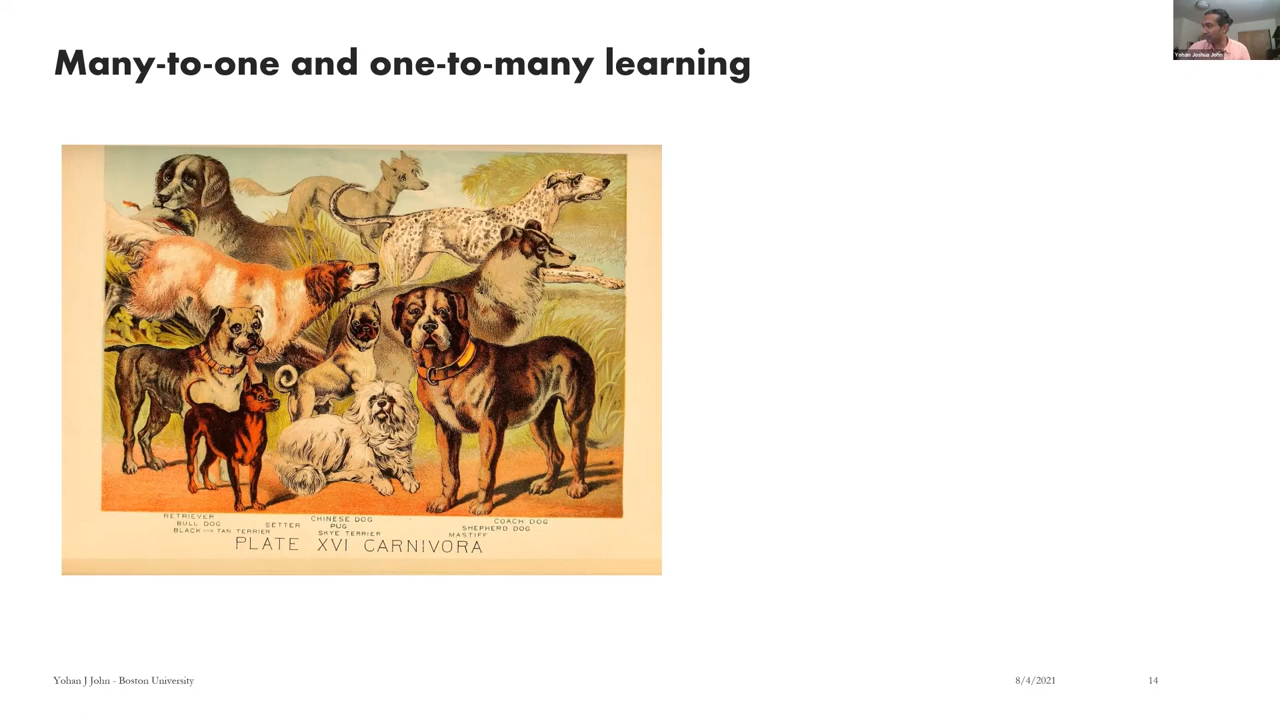 Many-to-one and one-to-many learning
Yohan Joshua John
RETRIEVER
BULL DOG
BLACK AND TAN TERRIER
SETTER
CHINESE DOG
PUG
SKYE TERRIER
COACH DOG
SHEPHERD DOG
MASTIFF
PLATE XVI CARNIVORA
Yohan J John - Boston University
8/4/2021
14